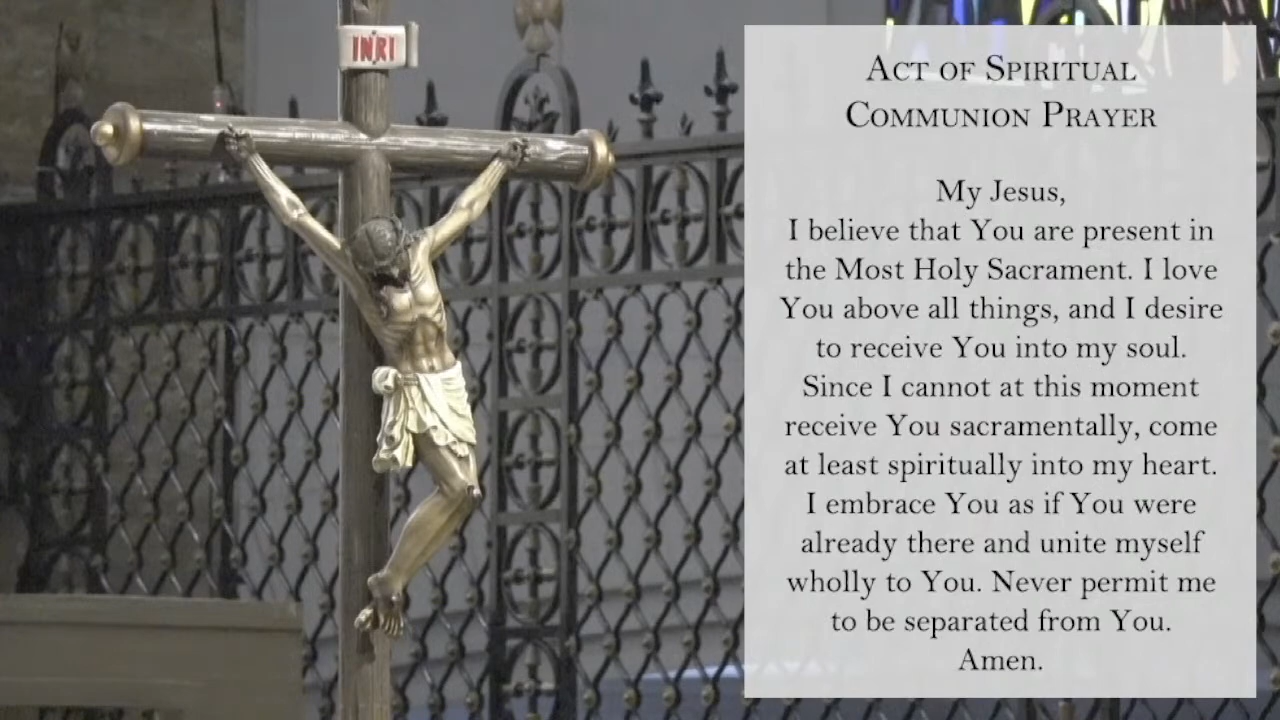 INRI
Act of Spiritual
Communion Prayer
My Jesus,
I believe that You are present in
the Most Holy Sacrament. I love
You above all things, and I desire
to receive You into my soul.
Since I cannot at this moment
receive You sacramentally, come
at least spiritually into my heart.
I embrace You as if You were
already there and unite myself
wholly to You. Never permit me
to be separated from You.
Amen.